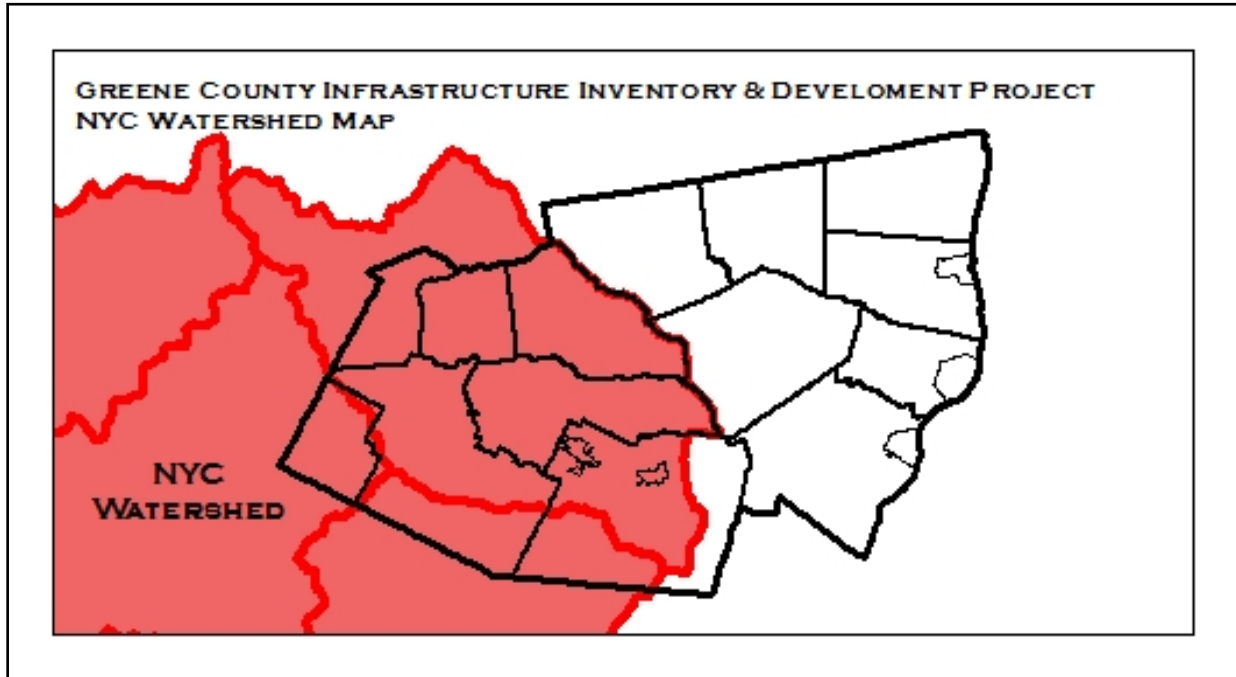 GREENE COUNTY INFRASTRUCTURE INVENTORY & DEVELOMENT PROJECT
NYC WATERSHED MAP
NYC
WATERSHED